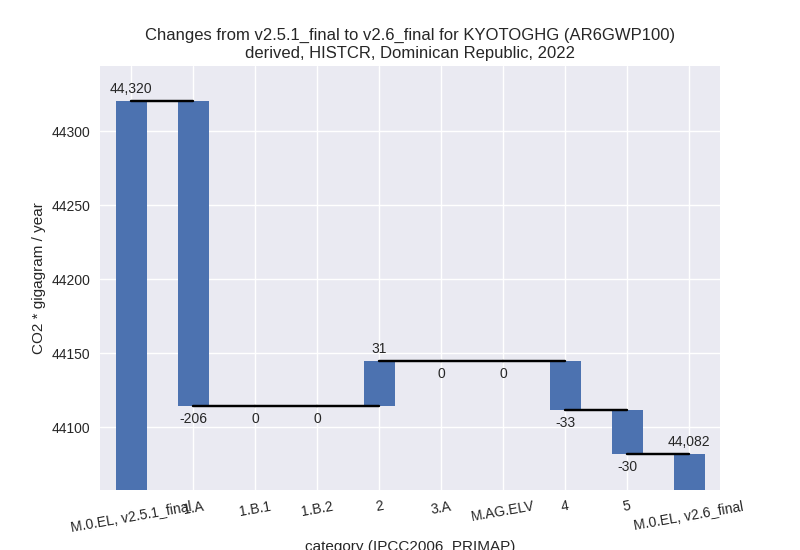 Changes from v2.5.1_final to v2.6_final for KYOTOGHG (AR6GWP100)
derived, HISTCR, Dominican Republic, 2022
CO2 * gigagram / year
44300
44250
44200
44150
44100
44,320
-206
0
0
31
0
0
-33
-30
44,082
M.0.EL, v2.5.1_final
1.A
1.B.1
1.B.2
2
3.A
M.AG.ELV
4
5
M.0.EL, v2.6_final
category (IPCC2006_PRIMAP)